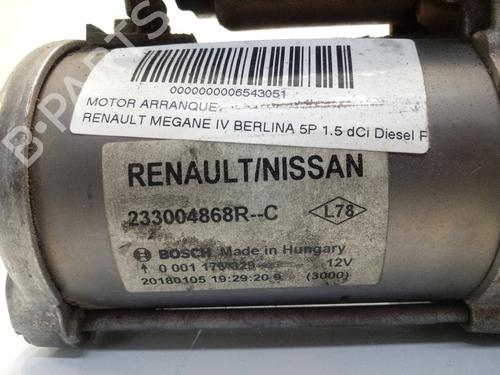 0000000006543051
MOTOR ARRANQUE
RENAULT MEGANE IV BERLINA 5P 1.5 dCi Diesel F
RENAULT/NISSAN
233004868R--C
L78
BOSCH Made in Hungary
0 001 12V
20180105 19:29:20 (3000)
B-PARTS